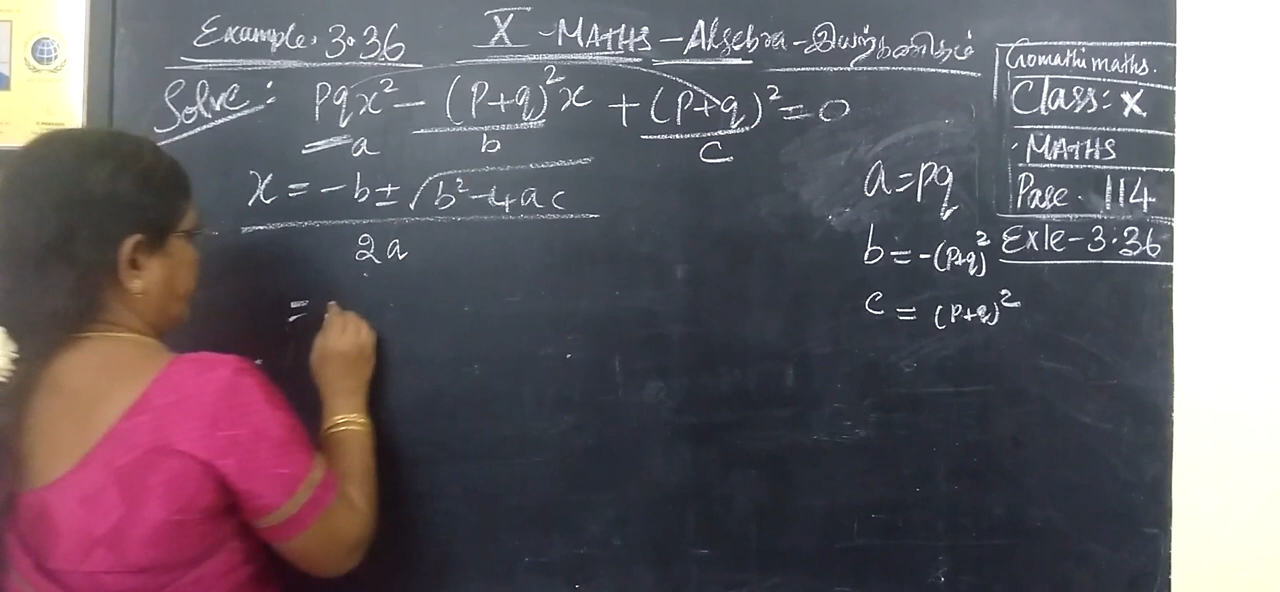 Example. 3.36
X - MATHS - Algebra - இயற்கணிதம்
Solve: pqx² - (P+q)²x + (P+q)² = 0
a b c
x = -b ± √b² - 4ac
2a
=
a = pq
b = -(p+q)²
c = (p+q)²
Gomathi maths.
Class: X
MATHS
Page. 114
Exle - 3.36